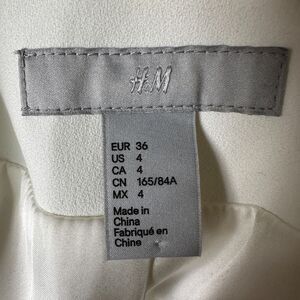 H&M
EUR 36
US 4
CA 4
CN 165/84A
MX 4
Made in
China
Fabriqué en
Chine